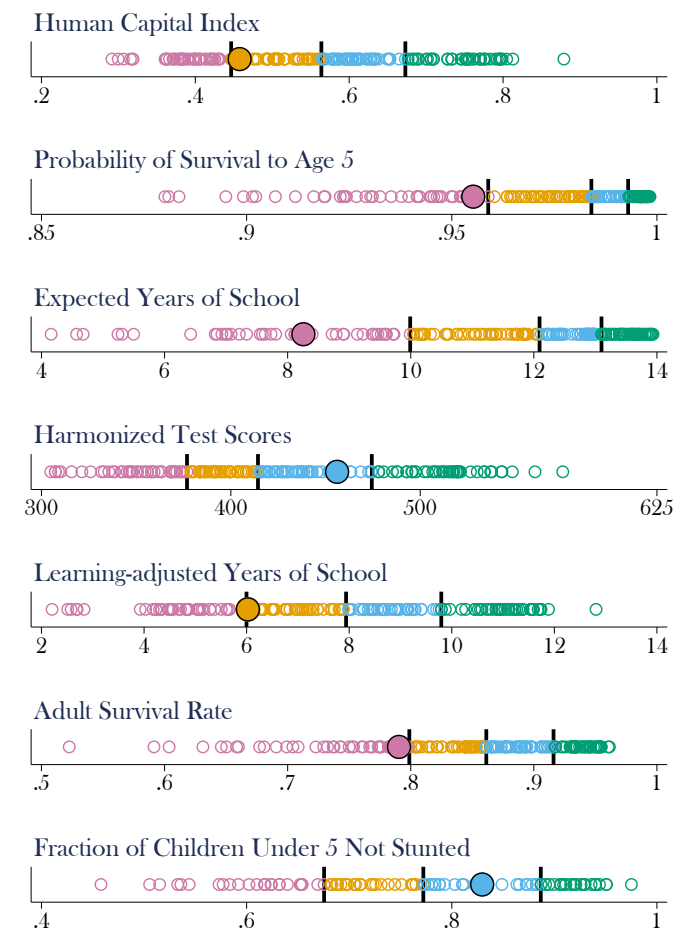 Human Capital Index
.2 .4 .6 .8 1
Probability of Survival to Age 5
.85 .9 .95 1
Expected Years of School
4 6 8 10 12 14
Harmonized Test Scores
300 400 500 625
Learning-adjusted Years of School
2 4 6 8 10 12 14
Adult Survival Rate
.5 .6 .7 .8 .9 1
Fraction of Children Under 5 Not Stunted
.4 .6 .8 1